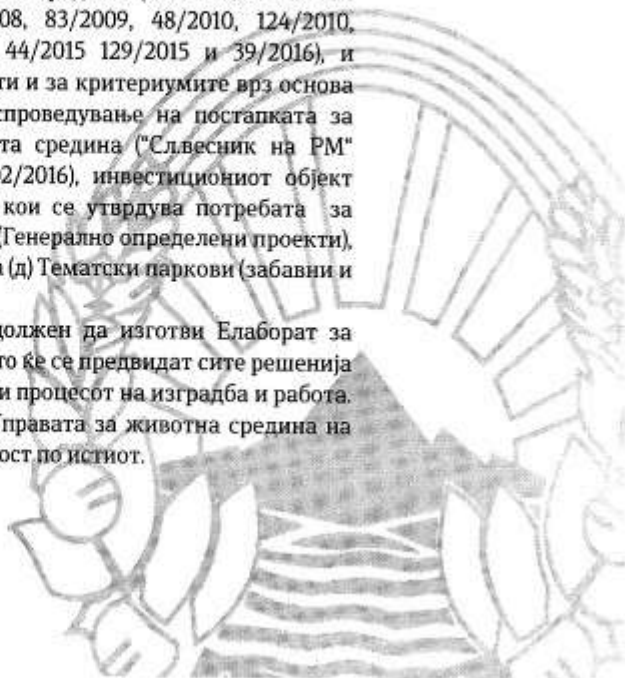 08, 83/2009, 48/2010, 124/2010,
44/2015 129/2015 и 39/2016), и
ти и за критериумите врз основа
спроведување на постапката за
та средина ("Сл.весник на РМ"
02/2016), инвестициониот објект
кои се утврдува потребата за
(Генерално определени проекти),
а (д) Тематски паркови (забавни и
должен да изготви Елаборат за
то ќе се предвидат сите решенија
и процесот на изградба и работа.
Управата за животна средина на
ост по истиот.